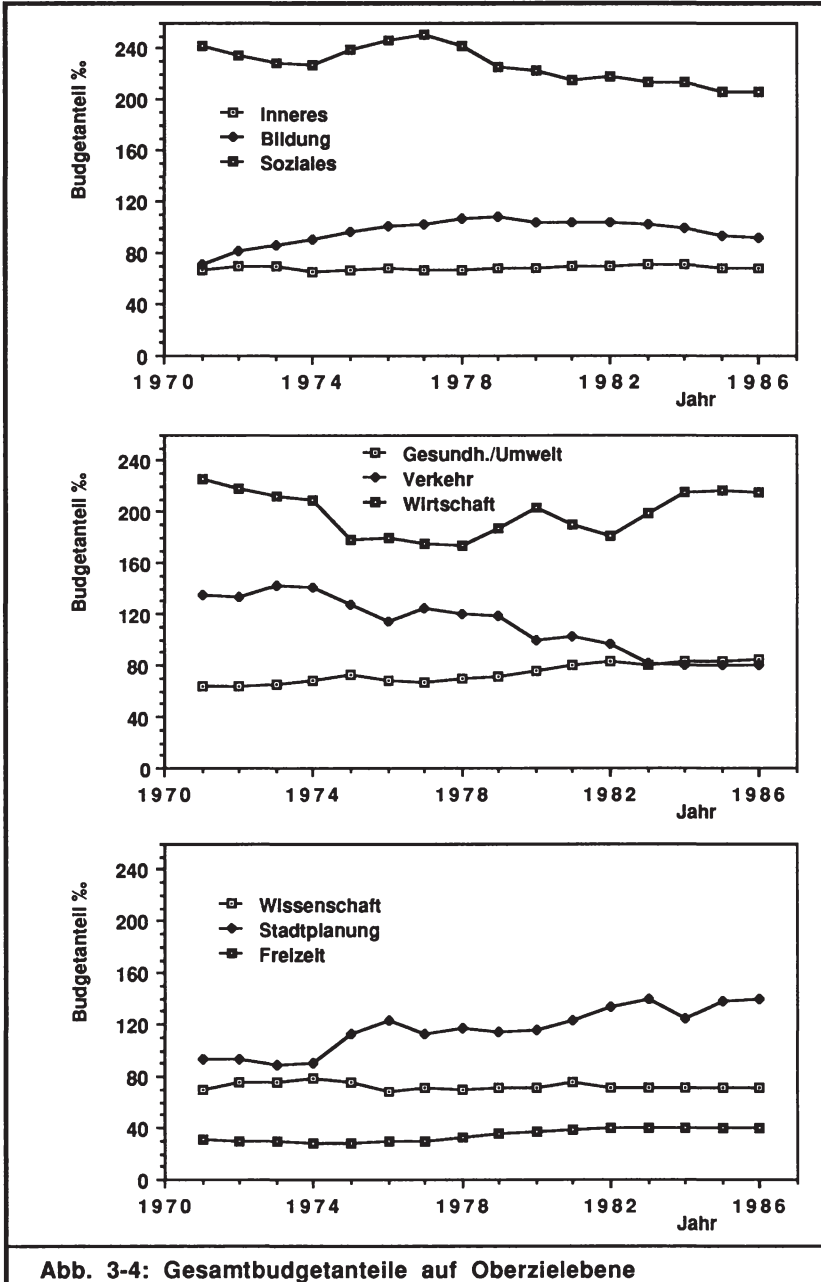 Budgetanteil ‰
240
200
160
120
80
40
0
Inneres
Bildung
Soziales
1970 1974 1978 1982 1986
Jahr
Budgetanteil ‰
240
200
160
120
80
40
0
Gesundh./Umwelt
Verkehr
Wirtschaft
1970 1974 1978 1982 1986
Jahr
Budgetanteil ‰
240
200
160
120
80
40
0
Wissenschaft
Stadtplanung
Freizeit
1970 1974 1978 1982 1986
Jahr
Abb. 3-4: Gesamtbudgetanteile auf Oberzielebene